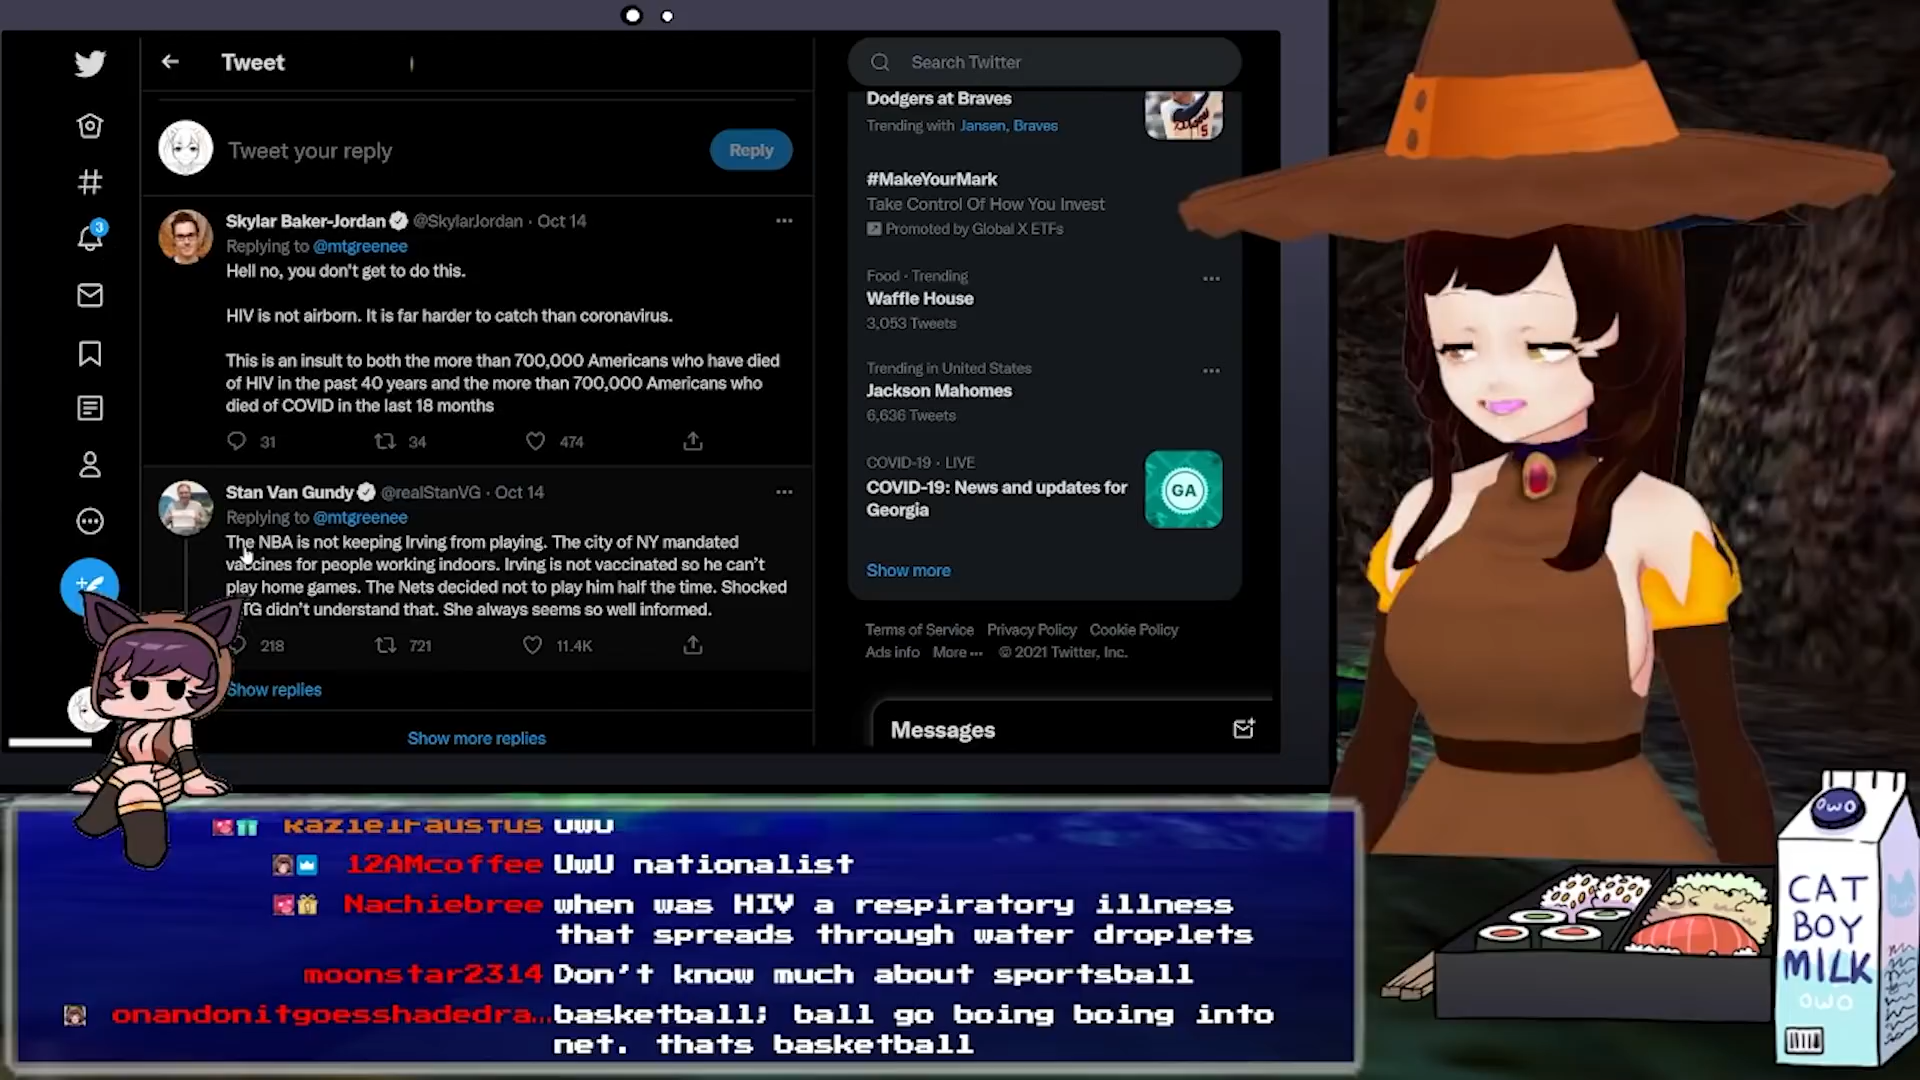 Tweet
Search Twitter
Tweet your reply
Reply
Skylar Baker-Jordan @SkylarJordan · Oct 14
Replying to @mtgreenee
Hell no, you don't get to do this.
HIV is not airborn. It is far harder to catch than coronavirus.
This is an insult to both the more than 700,000 Americans who have died
of HIV in the past 40 years and the more than 700,000 Americans who
died of COVID in the last 18 months
31 34 474
Stan Van Gundy @realStanVG · Oct 14
Replying to @mtgreenee
The NBA is not keeping Irving from playing. The city of NY mandated
vaccines for people working indoors. Irving is not vaccinated so he can't
play home games. The Nets decided not to play him half the time. Shocked
TG didn't understand that. She always seems so well informed.
218 721 11.4K
Show replies
Show more replies
3
Dodgers at Braves
Trending with Jansen, Braves
5
#MakeYourMark
Take Control Of How You Invest
Promoted by Global X ETFs
Food · Trending
Waffle House
3,053 Tweets
Trending in United States
Jackson Mahomes
6,636 Tweets
COVID-19 · LIVE
COVID-19: News and updates for
Georgia
GA
Show more
Terms of Service Privacy Policy Cookie Policy
Ads info More ··· © 2021 Twitter, Inc.
Messages
kazielfaustus uwu
12AMcoffee UwU nationalist
Nachiebree when was HIV a respiratory illness
that spreads through water droplets
moonstar2314 Don't know much about sportsball
onandonitgoesshadedra... basketball; ball go boing boing into
net. thats basketball
OWO
CAT
BOY
MILK
OWO